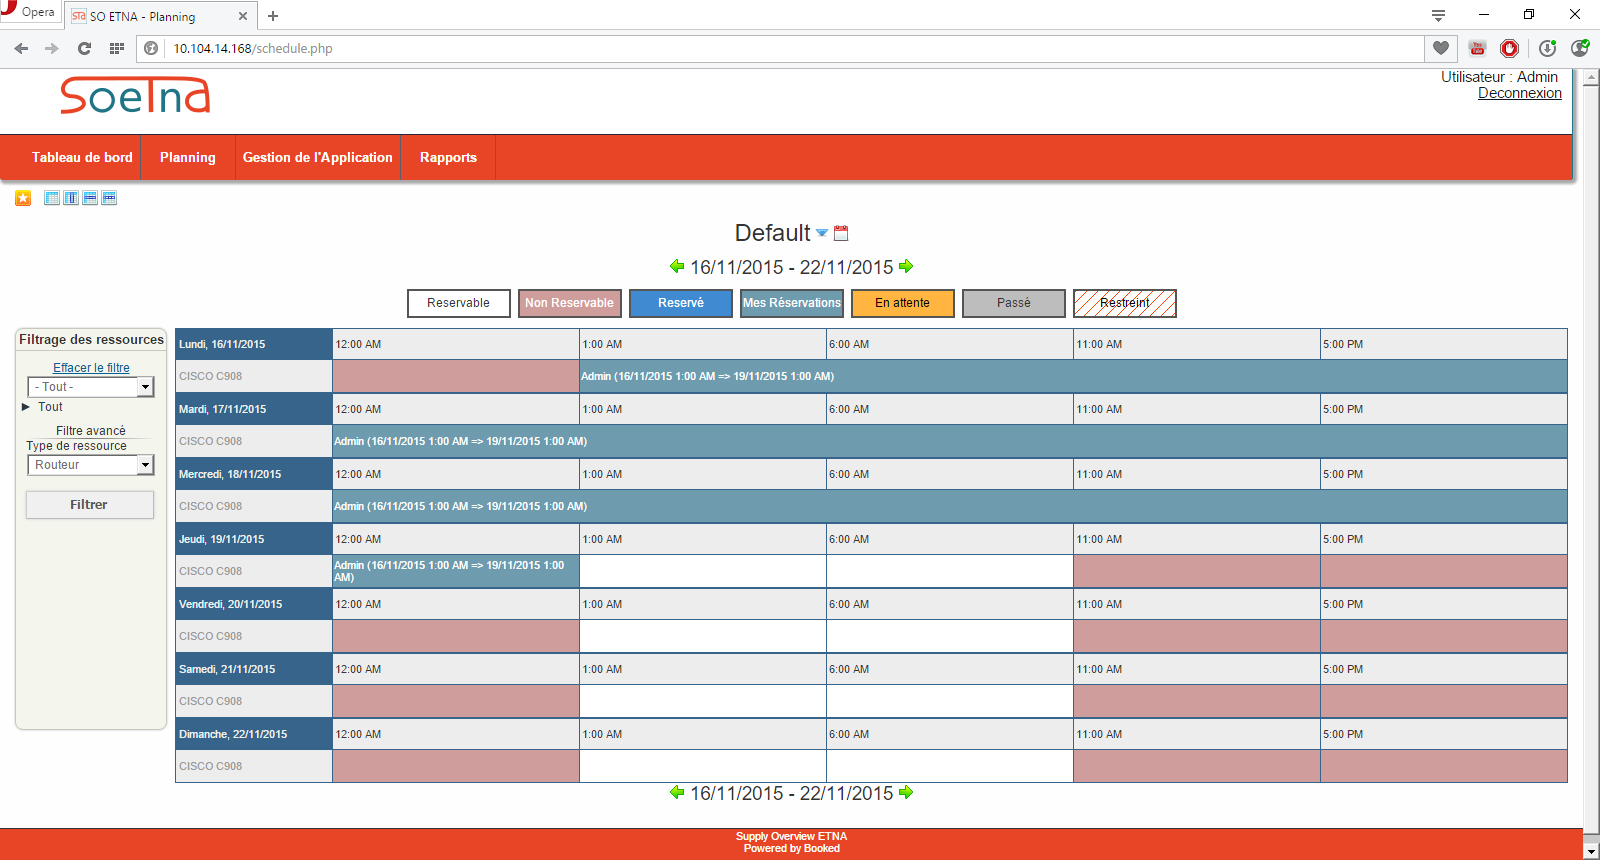 Opera
SO ETNA - Planning
10.104.14.168/schedule.php
soeTna
Utilisateur : Admin
Deconnexion
Tableau de bord
Planning
Gestion de l'Application
Rapports
Default
16/11/2015 - 22/11/2015
Reservable
Non Reservable
Reservé
Mes Réservations
En attente
Passé
Restreint
Filtrage des ressources
Effacer le filtre
- Tout -
Tout
Filtre avancé
Type de ressource
Routeur
Filtrer
Lundi, 16/11/2015 12:00 AM 1:00 AM 6:00 AM 11:00 AM 5:00 PM
CISCO C908 Admin (16/11/2015 1:00 AM => 19/11/2015 1:00 AM)
Mardi, 17/11/2015 12:00 AM 1:00 AM 6:00 AM 11:00 AM 5:00 PM
CISCO C908 Admin (16/11/2015 1:00 AM => 19/11/2015 1:00 AM)
Mercredi, 18/11/2015 12:00 AM 1:00 AM 6:00 AM 11:00 AM 5:00 PM
CISCO C908 Admin (16/11/2015 1:00 AM => 19/11/2015 1:00 AM)
Jeudi, 19/11/2015 12:00 AM 1:00 AM 6:00 AM 11:00 AM 5:00 PM
CISCO C908 Admin (16/11/2015 1:00 AM => 19/11/2015 1:00
AM)
Vendredi, 20/11/2015 12:00 AM 1:00 AM 6:00 AM 11:00 AM 5:00 PM
CISCO C908
Samedi, 21/11/2015 12:00 AM 1:00 AM 6:00 AM 11:00 AM 5:00 PM
CISCO C908
Dimanche, 22/11/2015 12:00 AM 1:00 AM 6:00 AM 11:00 AM 5:00 PM
CISCO C908
16/11/2015 - 22/11/2015
Supply Overview ETNA
Powered by Booked